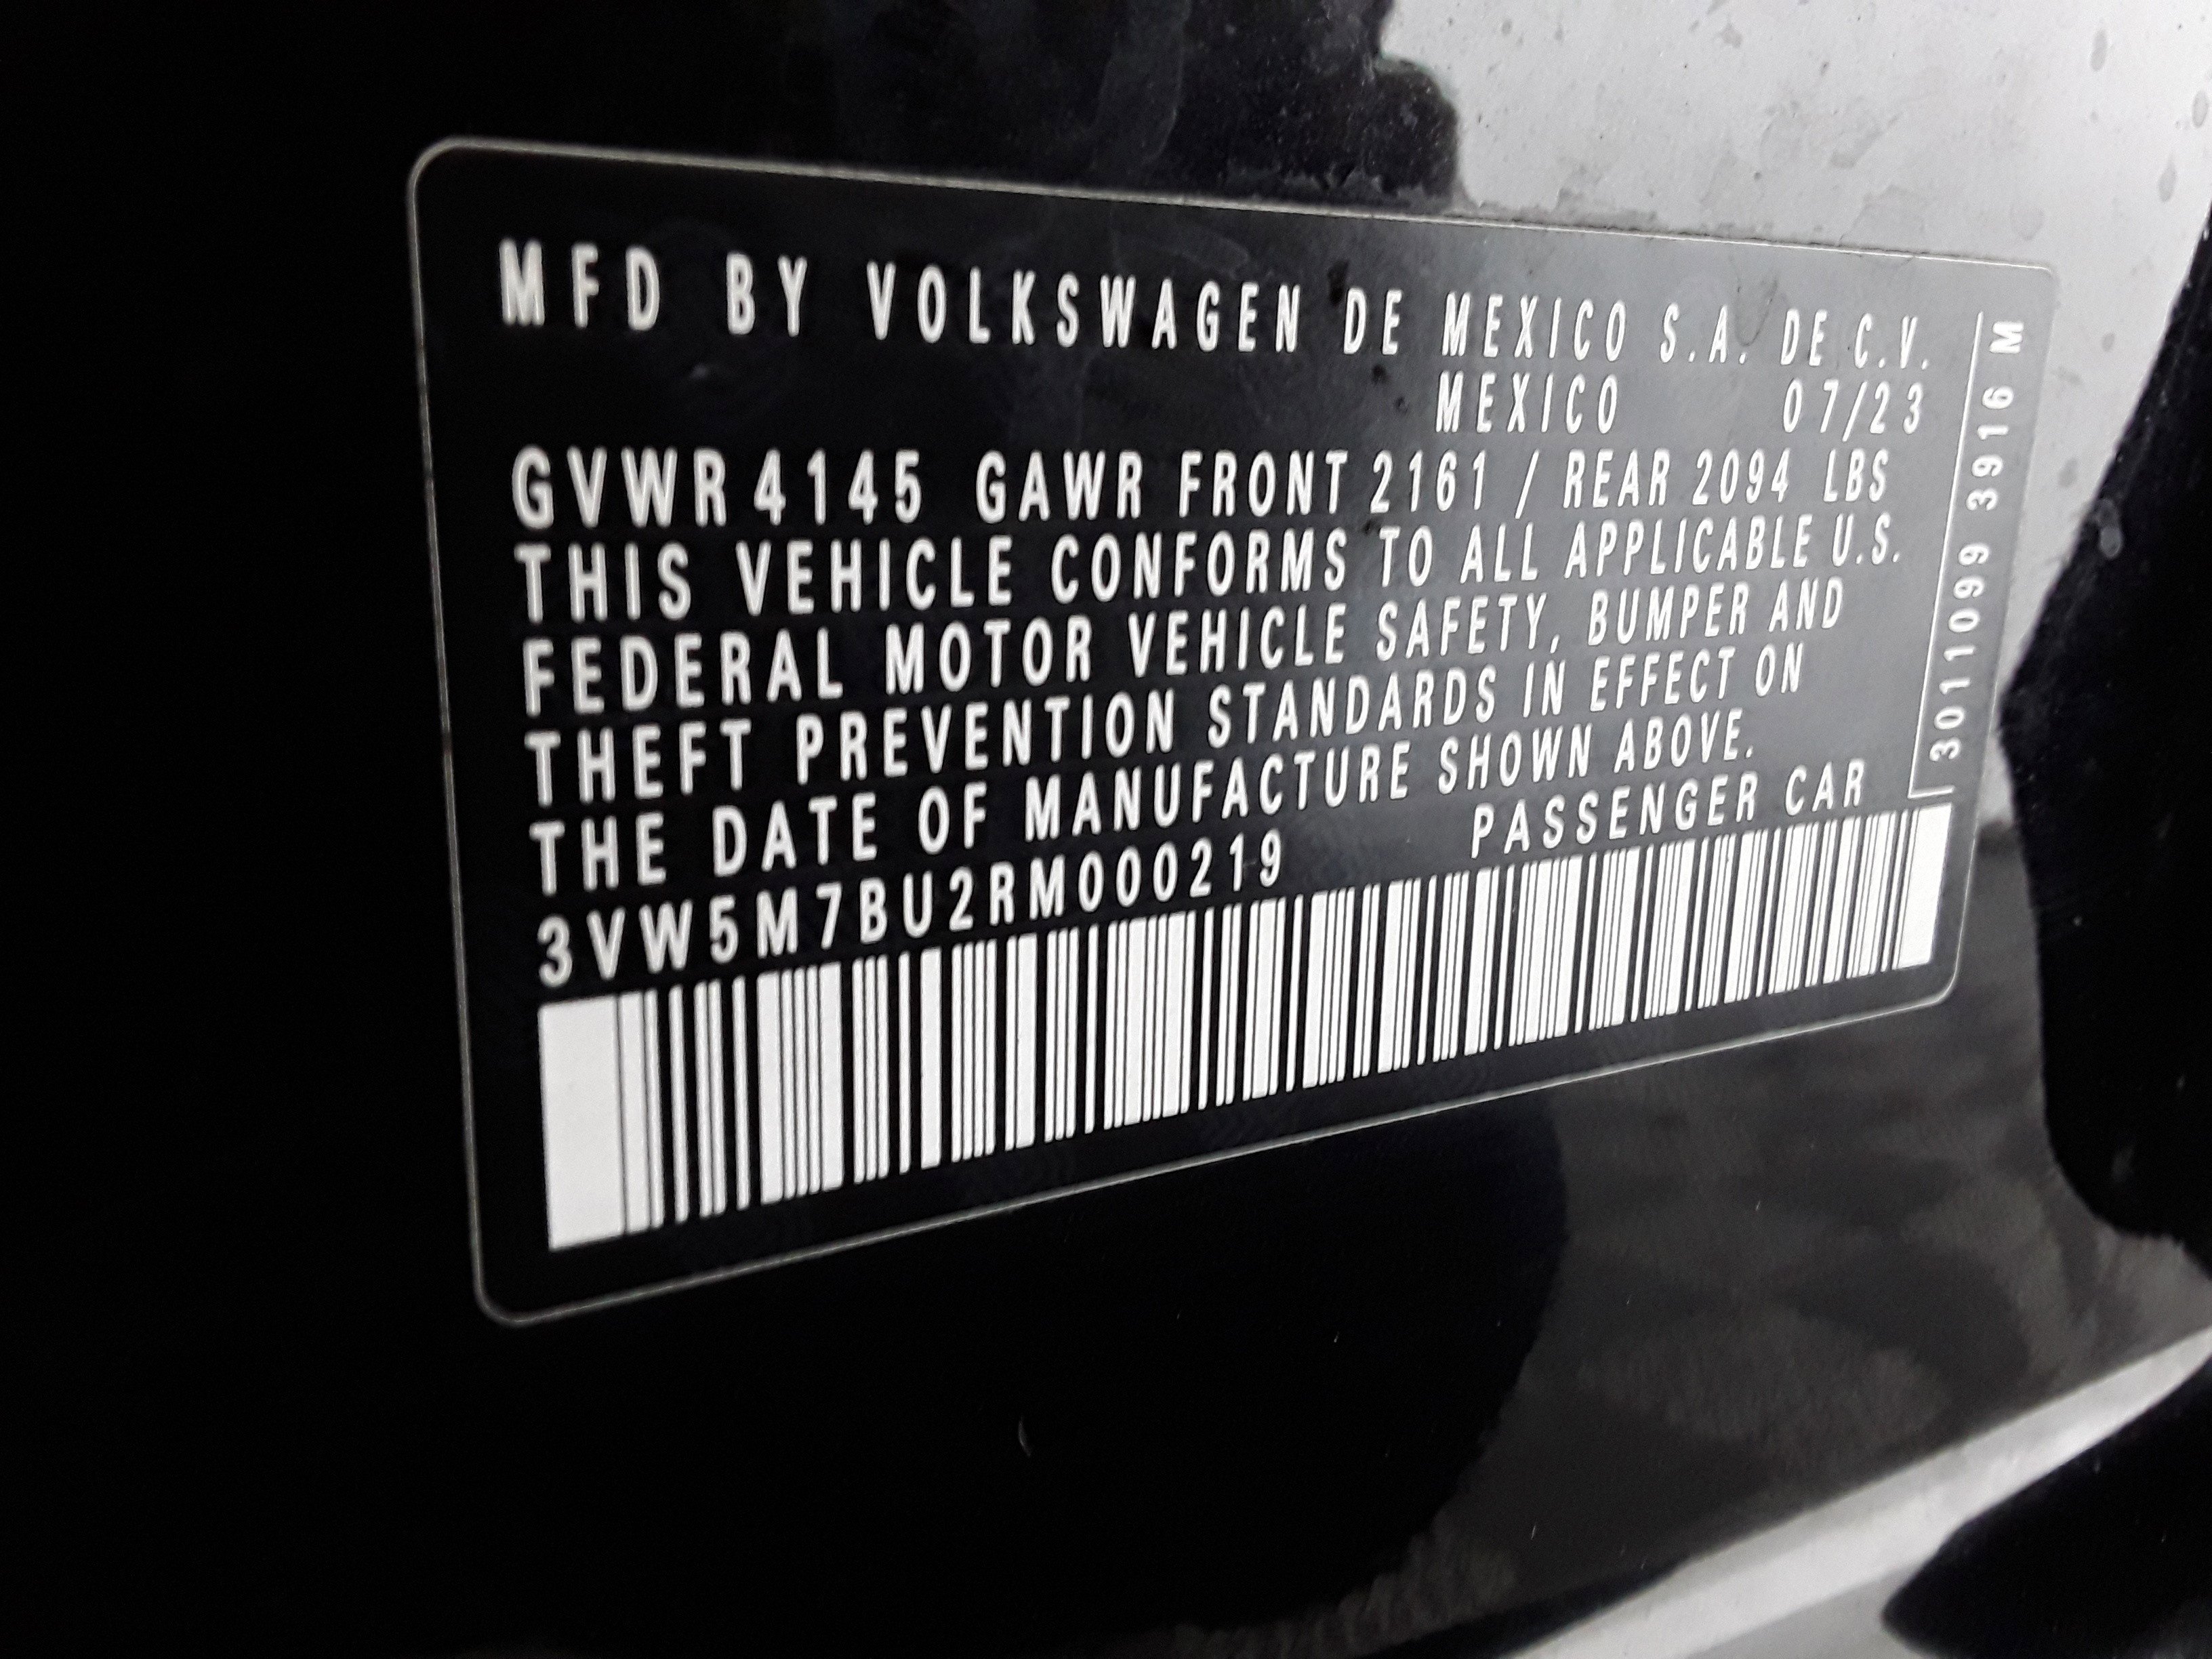 MFD BY VOLKSWAGEN DE MEXICO S.A. DE C.V.
MEXICO 07/23
GVWR 4145 GAWR FRONT 2161 / REAR 2094 LBS
THIS VEHICLE CONFORMS TO ALL APPLICABLE U.S.
FEDERAL MOTOR VEHICLE SAFETY, BUMPER AND
THEFT PREVENTION STANDARDS IN EFFECT ON
THE DATE OF MANUFACTURE SHOWN ABOVE.
3VW5M7BU2RM000219 PASSENGER CAR
3011099 3916 M